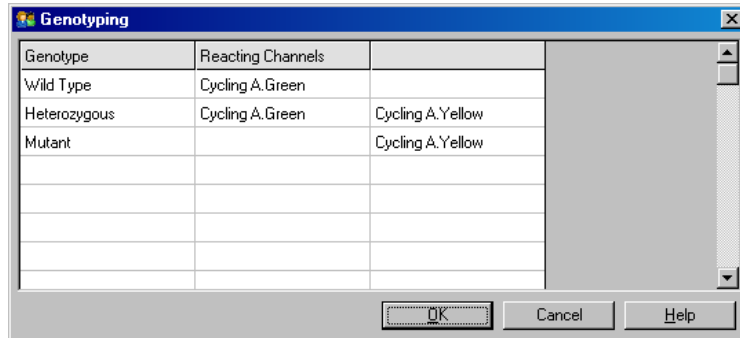 Genotyping
Genotype Reacting Channels
Wild Type Cycling A.Green
Heterozygous Cycling A.Green Cycling A.Yellow
Mutant Cycling A.Yellow
OK Cancel Help